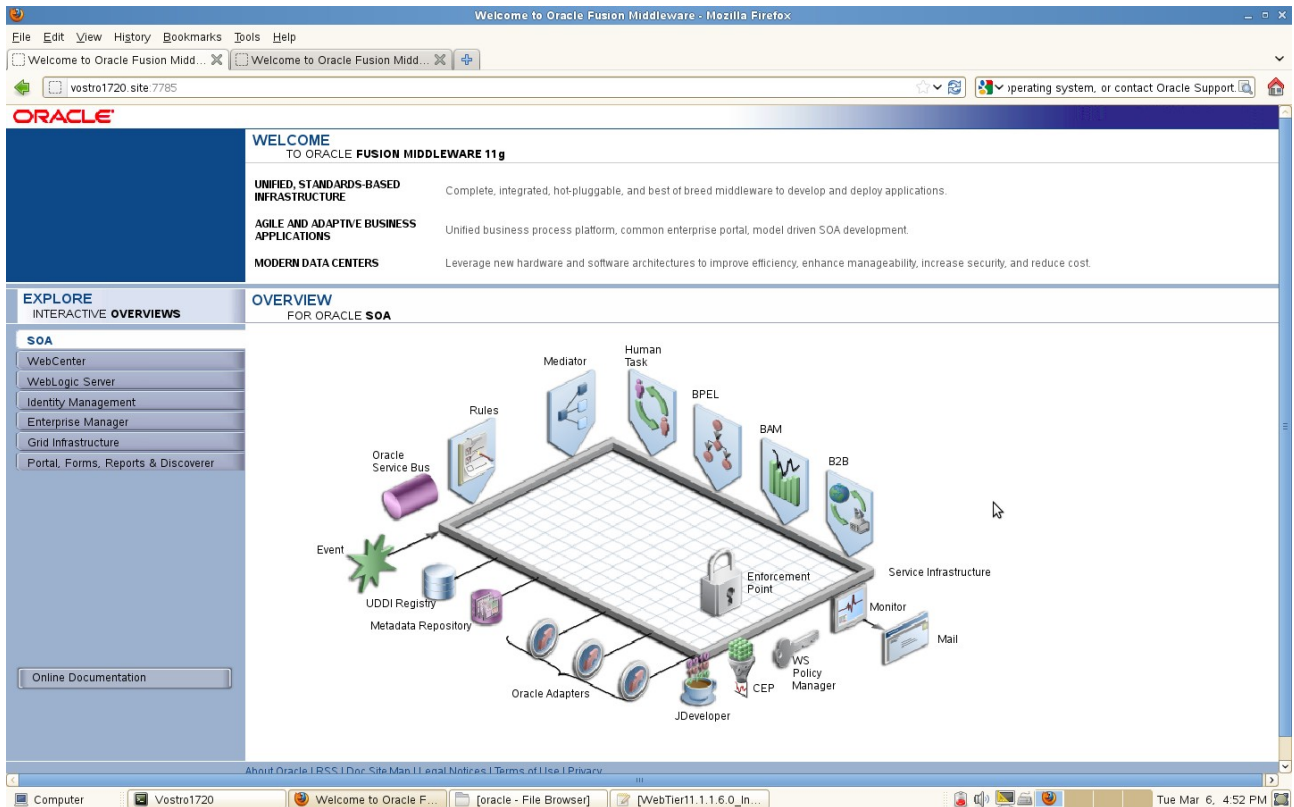 Welcome to Oracle Fusion Middleware - Mozilla Firefox
File Edit View History Bookmarks Tools Help
Welcome to Oracle Fusion Midd...
Welcome to Oracle Fusion Midd...
vostro1720.site:7785
operating system, or contact Oracle Support.
ORACLE
WELCOME
TO ORACLE FUSION MIDDLEWARE 11g
UNIFIED, STANDARDS-BASED
INFRASTRUCTURE
Complete, integrated, hot-pluggable, and best of breed middleware to develop and deploy applications.
AGILE AND ADAPTIVE BUSINESS
APPLICATIONS
Unified business process platform, common enterprise portal, model driven SOA development.
MODERN DATA CENTERS
Leverage new hardware and software architectures to improve efficiency, enhance manageability, increase security, and reduce cost.
EXPLORE
INTERACTIVE OVERVIEWS
SOA
WebCenter
WebLogic Server
Identity Management
Enterprise Manager
Grid Infrastructure
Portal, Forms, Reports & Discoverer
Online Documentation
OVERVIEW
FOR ORACLE SOA
Human
Task
Mediator
BPEL
Rules
BAM
Oracle
Service Bus
B2B
Event
Enforcement
Point
Service Infrastructure
UDDI Registry
Monitor
Metadata Repository
Mail
WS
Policy
Manager
CEP
Oracle Adapters
JDeveloper
About Oracle | RSS | Doc Site Map | Legal Notices | Terms of Use | Privacy
Computer
Vostro1720
Welcome to Oracle F...
[oracle - File Browser]
[WebTier11.1.1.6.0_In...
Tue Mar 6, 4:52 PM